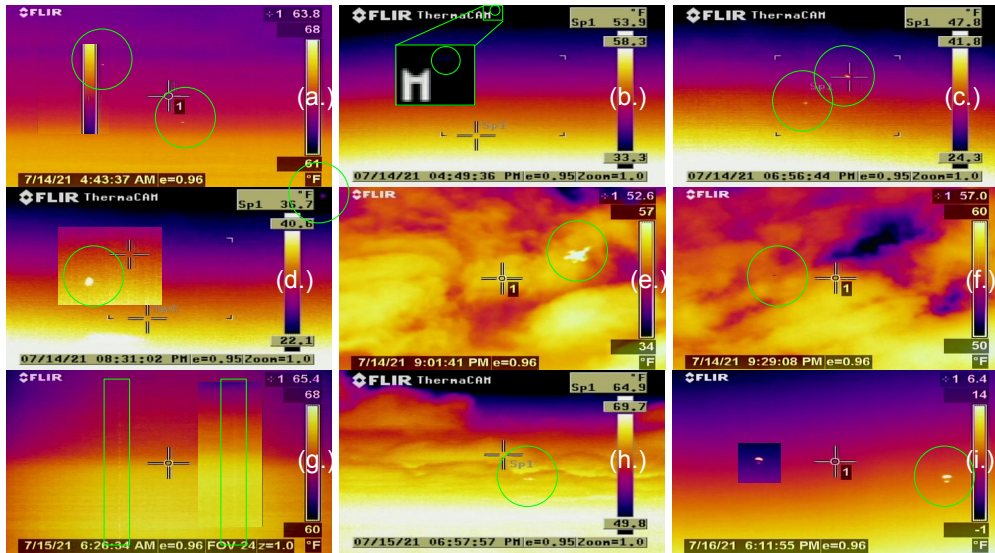 ÷1 63.8
68
1
(a.)
61
7/14/21 4:43:37 AM e=0.96 °F
FLIR ThermaCAM
°F
Sp1 53.9
58.3
M
(b.)
Sp1
33.3
07/14/21 04:49:36 PM e=0.95 Zoom=1.0
FLIR ThermaCAM
°F
Sp1 47.8
41.8
Sp1
(c.)
24.3
07/14/21 06:56:44 PM e=0.95 Zoom=1.0
FLIR ThermaCAM
°F
Sp1 36.7
40.6
(d.)
22.1
07/14/21 08:31:02 PM e=0.95 Zoom=1.0
FLIR
÷1 52.6
57
(e.)
1
34
7/14/21 9:01:41 PM e=0.96 °F
FLIR
÷1 57.0
60
(f.)
1
50
7/14/21 9:29:08 PM e=0.96 °F
FLIR
÷1 65.4
68
(g.)
60
7/15/21 6:26:34 AM e=0.96 FOV 24 z=1.0 °F
FLIR ThermaCAM
°F
Sp1 64.9
69.7
Sp1
(h.)
49.8
07/15/21 06:57:57 PM e=0.95 Zoom=1.0
FLIR
÷1 6.4
14
(i.)
1
-1
7/16/21 6:11:55 PM e=0.96 °F